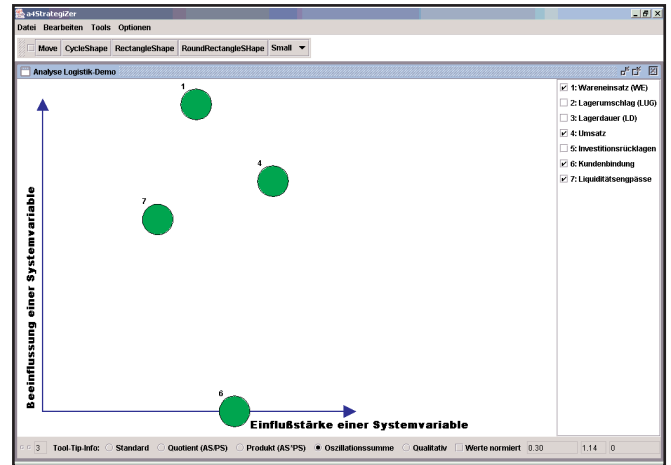 a4StrategiZer
Datei Bearbeiten Tools Optionen
Move CycleShape RectangleShape RoundRectangleSHape Small
Analyse Logistik-Demo
1
4
7
6
Beeinflussung einer Systemvariable
Einflußstärke einer Systemvariable
1: Wareneinsatz (WE)
2: Lagerumschlag (LUG)
3: Lagerdauer (LD)
4: Umsatz
5: Investitionsrücklagen
6: Kundenbindung
7: Liquiditätsengpässe
3 Tool-Tip-Info: Standard Quotient (AS/PS) Produkt (AS*PS) Oszillationssumme Qualitativ Werte normiert 0.30 1.14 0